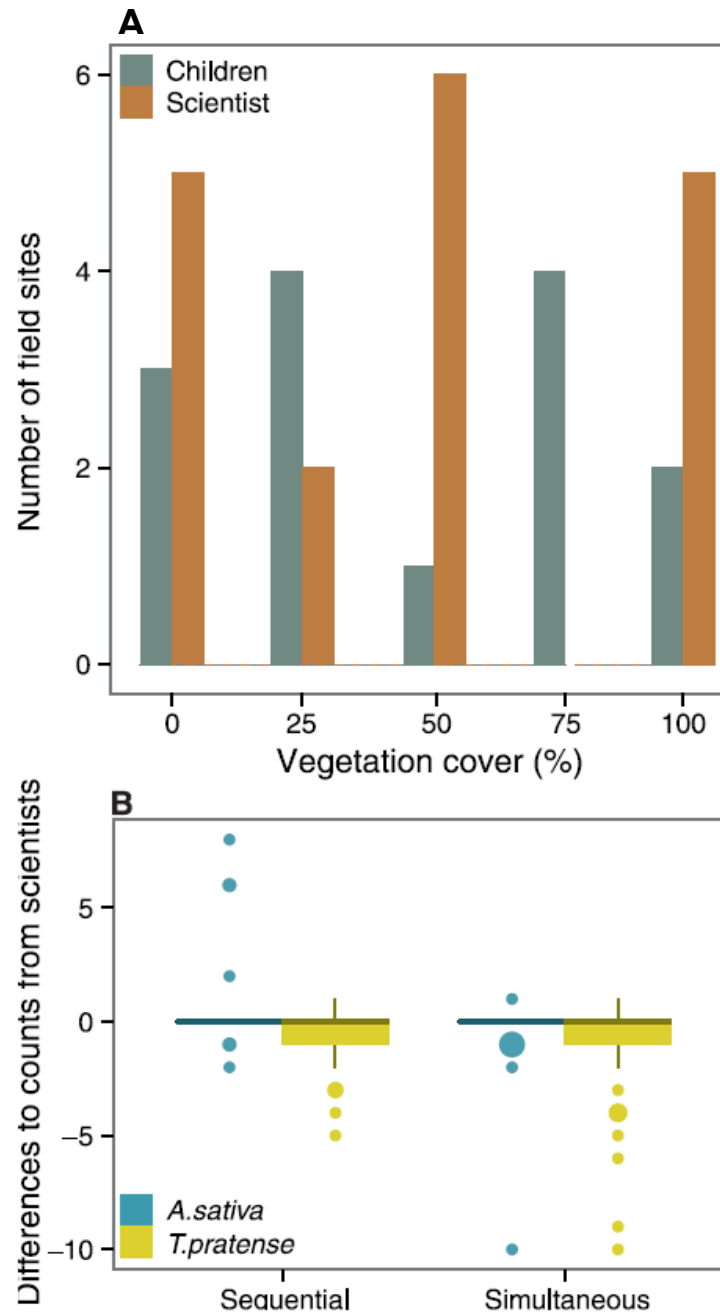 A
Children
Scientist
6
4
2
0
Number of field sites
0 25 50 75 100
Vegetation cover (%)
B
Differences to counts from scientists
5
0
−5
−10
A.sativa
T.pratense
Sequential Simultaneous